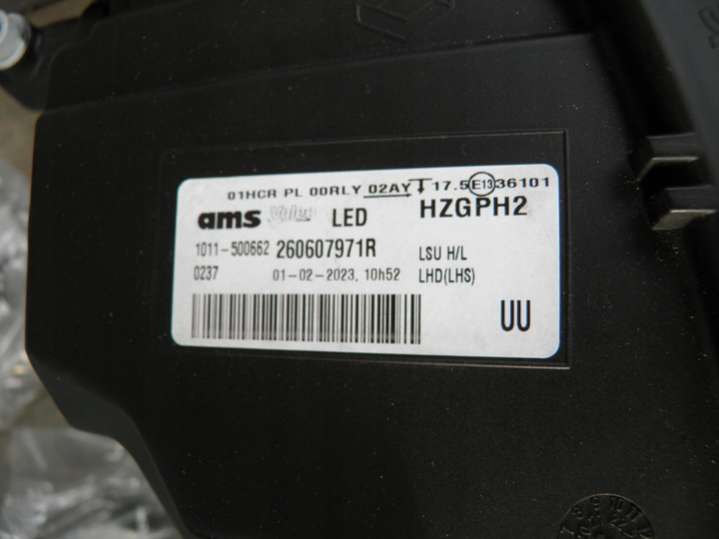 01HCR PL 00RLY 02AY 17.5 E13 36101
ams Valeo LED HZGPH2
1011-500662 260607971R LSU H/L
0237 01-02-2023, 10h52 LHD(LHS)
UU